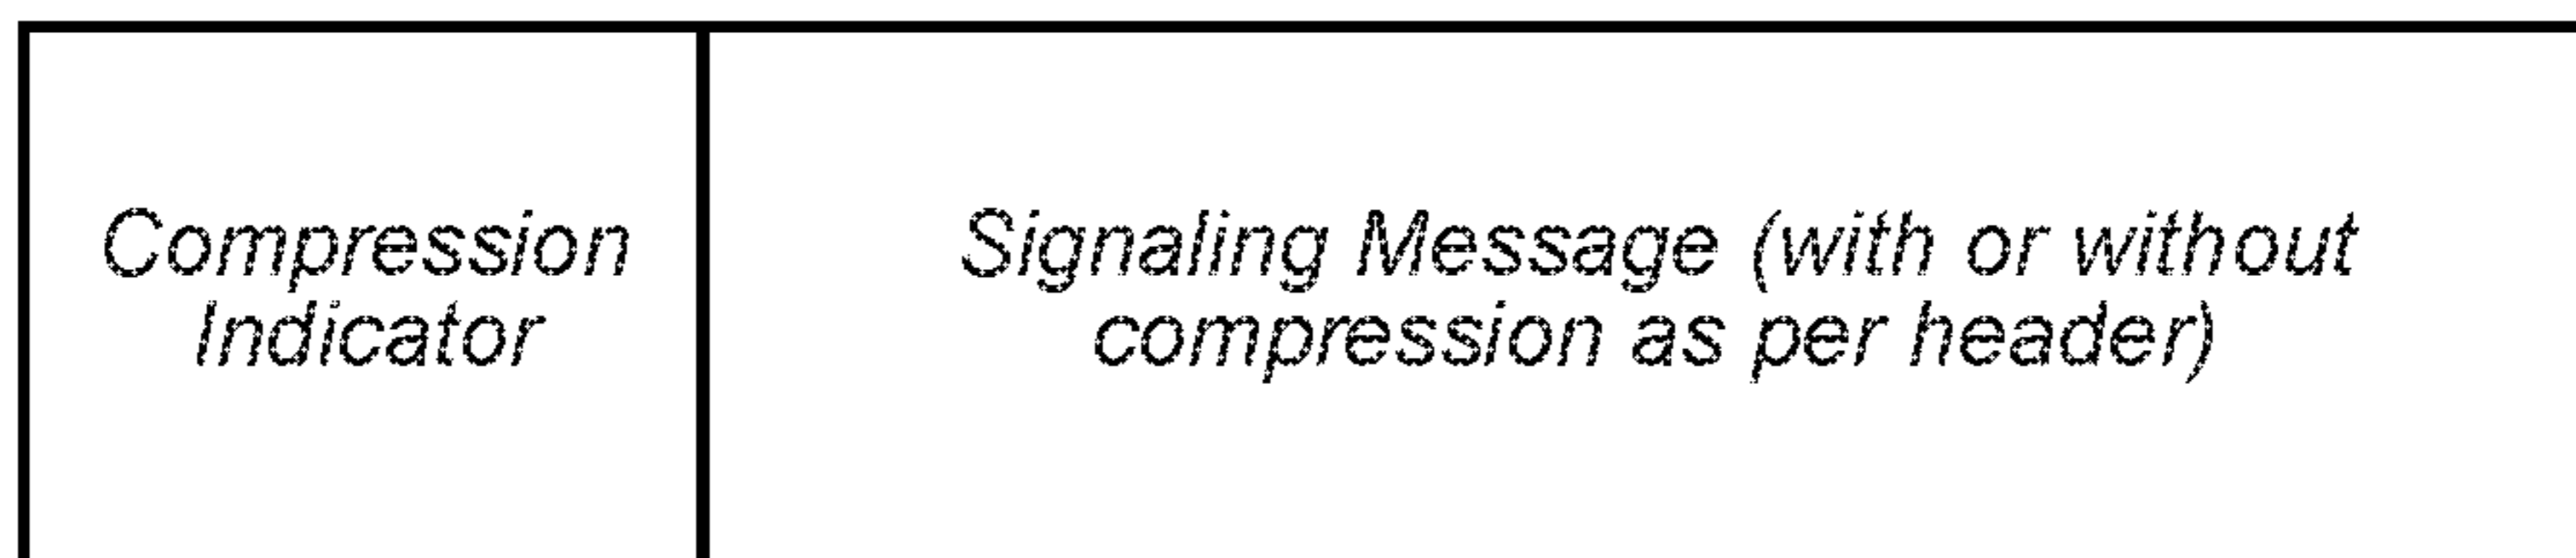 Compression
Indicator
Signaling Message (with or without
compression as per header)